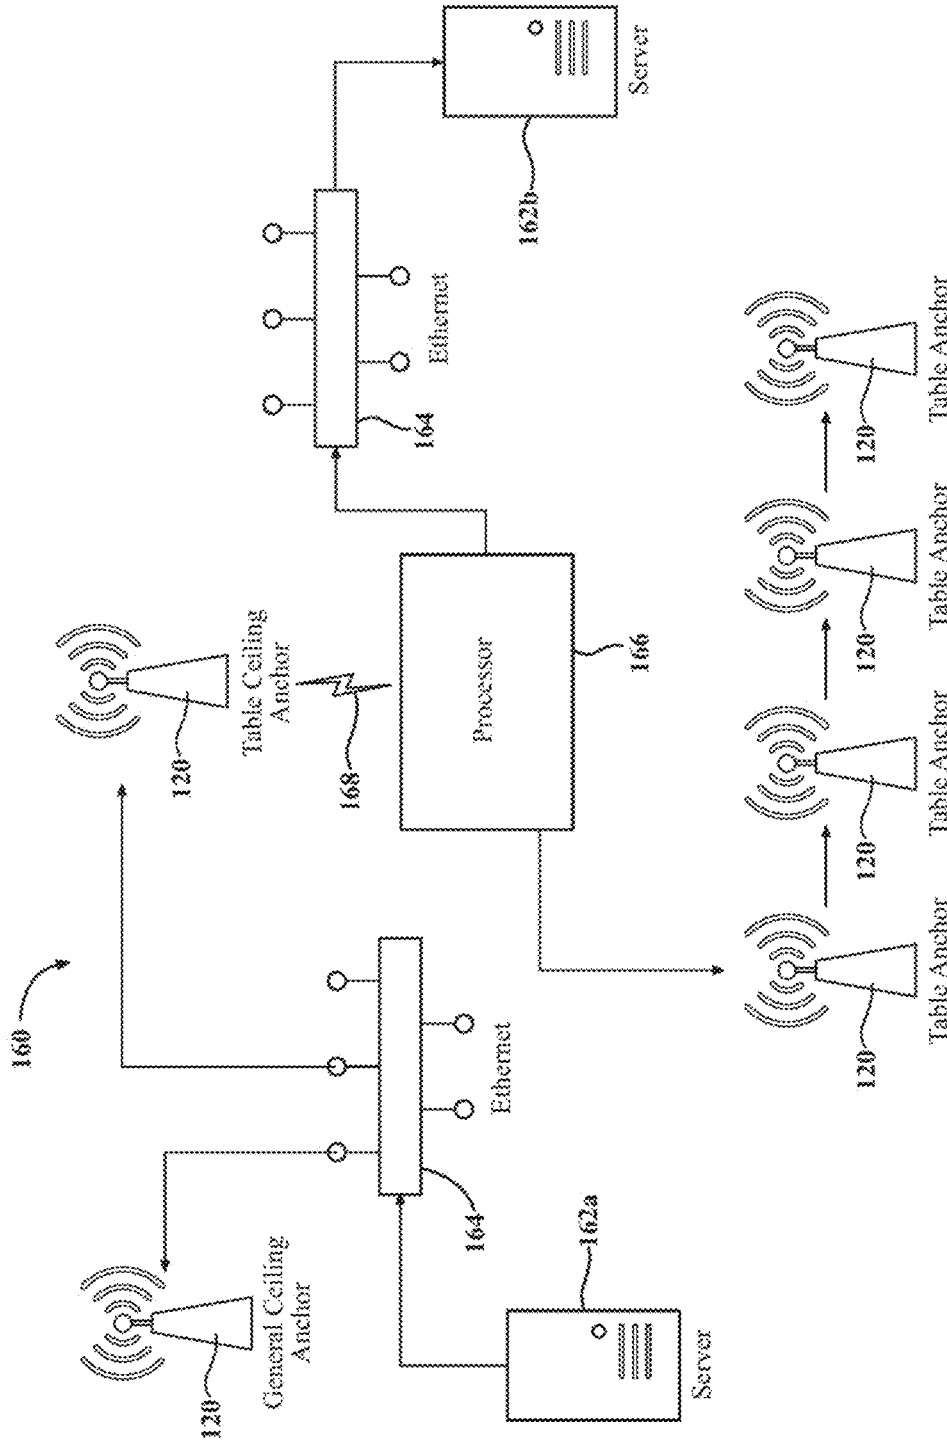 160
120
General Ceiling
Anchor
120
Table Ceiling
Anchor
168
164
Ethernet
162a
Server
Processor
166
164
Ethernet
162b
Server
120
Table Anchor
120
Table Anchor
120
Table Anchor
120
Table Anchor